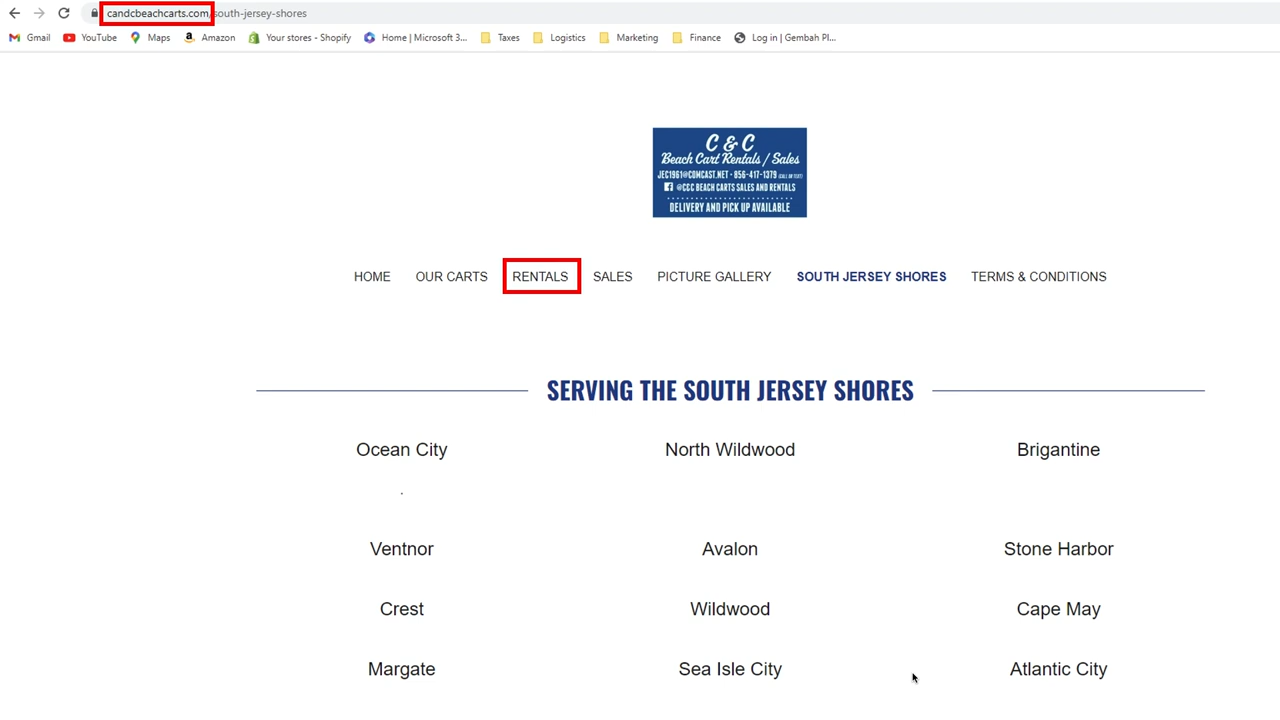 candcbeachcarts.com/south-jersey-shores
Gmail YouTube Maps Amazon Your stores - Shopify Home | Microsoft 3... Taxes Logistics Marketing Finance Log in | Gembah Pl...
C & C
Beach Cart Rentals / Sales
JEC1961@COMCAST.NET • 856-417-1379 (CALL OR TEXT)
@C&C BEACH CARTS SALES AND RENTALS
DELIVERY AND PICK UP AVAILABLE
HOME OUR CARTS RENTALS SALES PICTURE GALLERY SOUTH JERSEY SHORES TERMS & CONDITIONS
SERVING THE SOUTH JERSEY SHORES
Ocean City North Wildwood Brigantine
.
Ventnor Avalon Stone Harbor
Crest Wildwood Cape May
Margate Sea Isle City Atlantic City